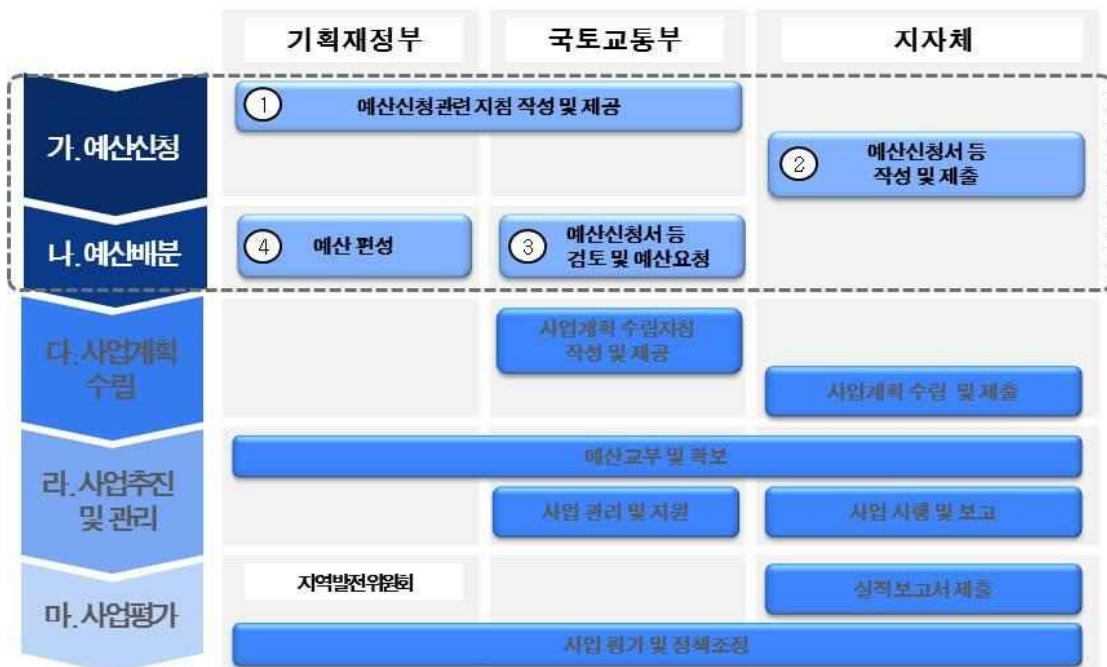 기획재정부
국토교통부
지자체
가.예산신청
① 예산신청관련 지침 작성 및 제공
② 예산신청서 등
작성 및 제출
나.예산배분
④ 예산 편성
③ 예산신청서 등
검토 및 예산요청
다.사업계획
수립
사업계획 수립지침
작성 및 제공
사업계획 수립 및 제출
라.사업추진
및 관리
예산교부 및 확보
사업 관리 및 지원
사업 시행 및 보고
마.사업평가
지역발전위원회
실적보고서 제출
사업 평가 및 정책조정